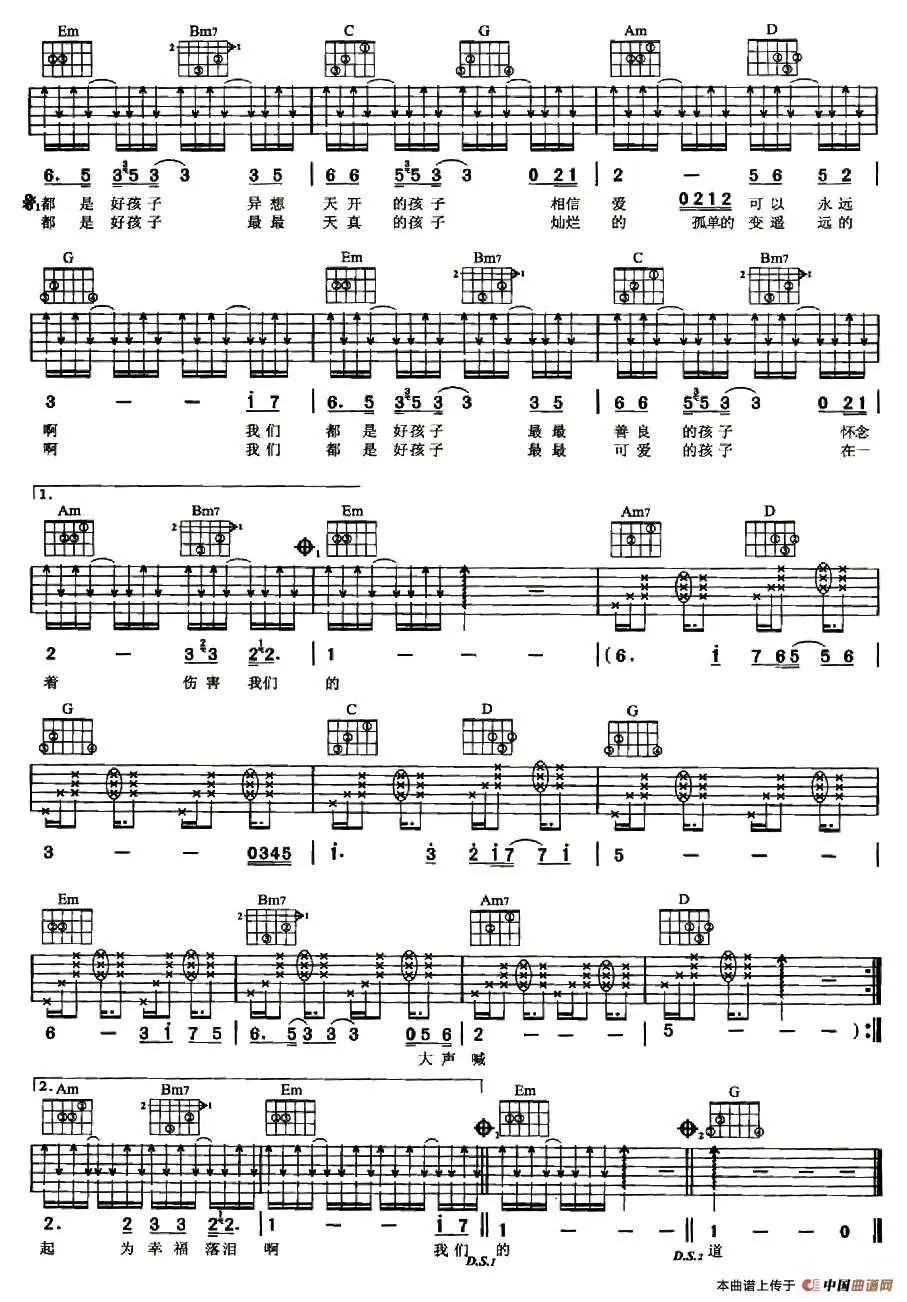 Em Bm7 C G Am D
6. 5 3 5 3 3 3 5 | 6 6 5 5 3 3 0 2 1 | 2 - 5 6 5 2 |
都 是 好孩子 异想 天开 的孩子 相信 爱 0212 可以 永远
都 是 好孩子 最最 天真 的孩子 灿烂 的 孤单的 变遥 远的
G Em Bm7 C Bm7
3 - - i 7 | 6. 5 3 5 3 3 3 5 | 6 6 5 5 3 3 0 2 1 |
啊 我们 都 是 好孩子 最最 善良 的孩子 怀念
啊 我们 都 是 好孩子 最最 可爱 的孩子 在一
1.
Am Bm7 Em Am7 D
2 - 3 3 2 2. | 1 - - - | (6. i 7 6 5 5 6 |
着 伤害 我们 的
G C D G
3 - - 0345 | i. 3 2 i 7 7 i | 5 - - - |
Em Bm7 Am7 D
6 - 3 i 7 5 | 6. 5 3 3 3 0 5 6 | 2 - - - | 5 - - - ) :||
大声 喊
2.
Am Bm7 Em Em G
2. 2 3 3 2 2. | 1 - - i 7 || 1 - - - || 1 - - 0 ||
起 为 幸福 落泪 啊 我们 的 道
D.S.1 D.S.2
本曲谱上传于 中国曲谱网